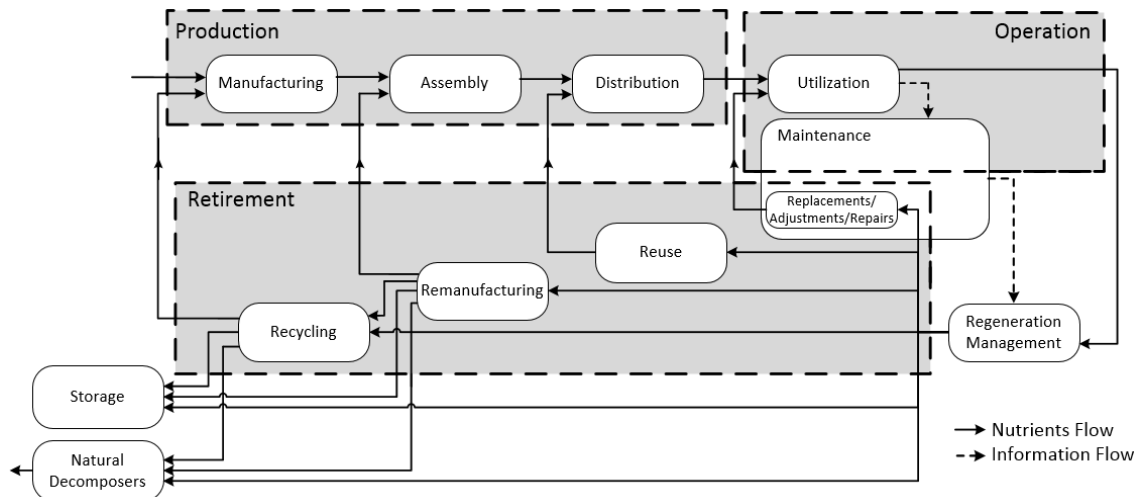 Production
Operation
Manufacturing
Assembly
Distribution
Utilization
Maintenance
Retirement
Replacements/
Adjustments/Repairs
Reuse
Remanufacturing
Recycling
Regeneration
Management
Storage
Natural
Decomposers
Nutrients Flow
Information Flow